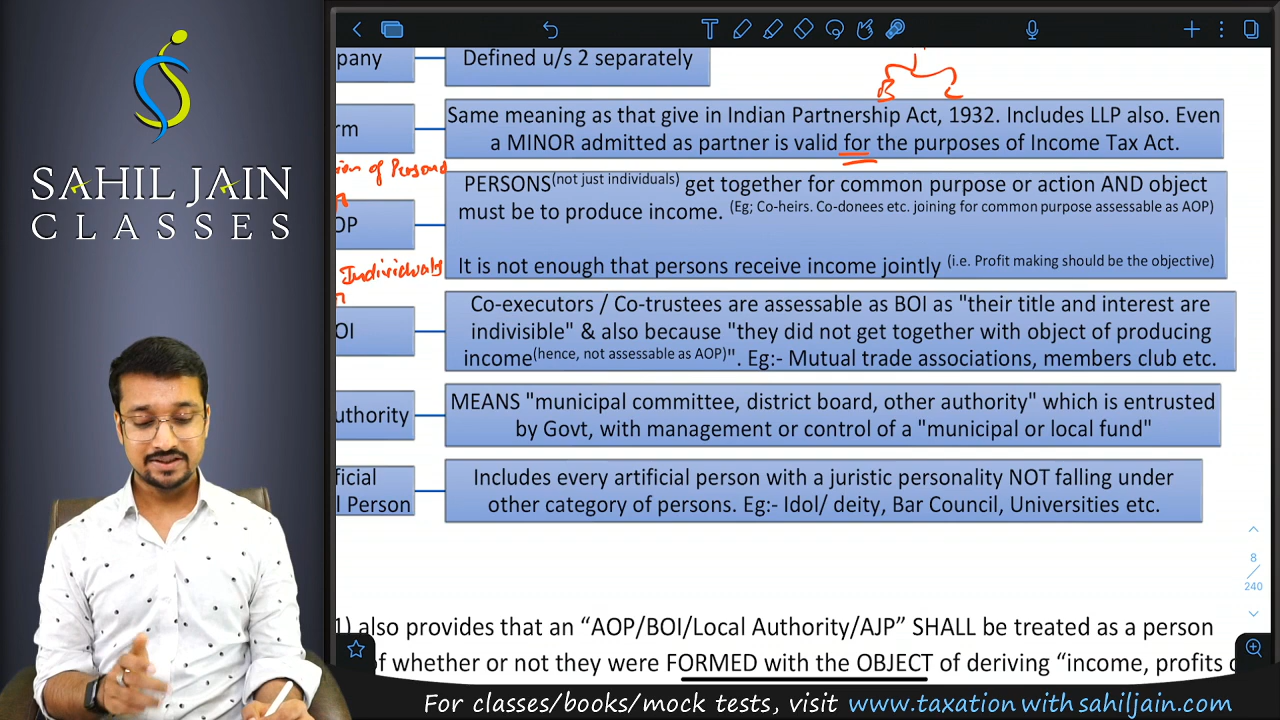 pany
Defined u/s 2 separately
B C
rm
Same meaning as that give in Indian Partnership Act, 1932. Includes LLP also. Even
a MINOR admitted as partner is valid for the purposes of Income Tax Act.
SAHIL JAIN
CLASSES
ion of Persons
OP
PERSONS(not just individuals) get together for common purpose or action AND object
must be to produce income. (Eg; Co-heirs. Co-donees etc. joining for common purpose assessable as AOP)
It is not enough that persons receive income jointly (i.e. Profit making should be the objective)
Individuals
OI
Co-executors / Co-trustees are assessable as BOI as "their title and interest are
indivisible" & also because "they did not get together with object of producing
income(hence, not assessable as AOP)". Eg:- Mutual trade associations, members club etc.
uthority
MEANS "municipal committee, district board, other authority" which is entrusted
by Govt, with management or control of a "municipal or local fund"
ficial
l Person
Includes every artificial person with a juristic personality NOT falling under
other category of persons. Eg:- Idol/ deity, Bar Council, Universities etc.
8
240
1) also provides that an “AOP/BOI/Local Authority/AJP” SHALL be treated as a person
f whether or not they were FORMED with the OBJECT of deriving “income, profits
For classes/books/mock tests, visit www.taxationwithsahiljain.com